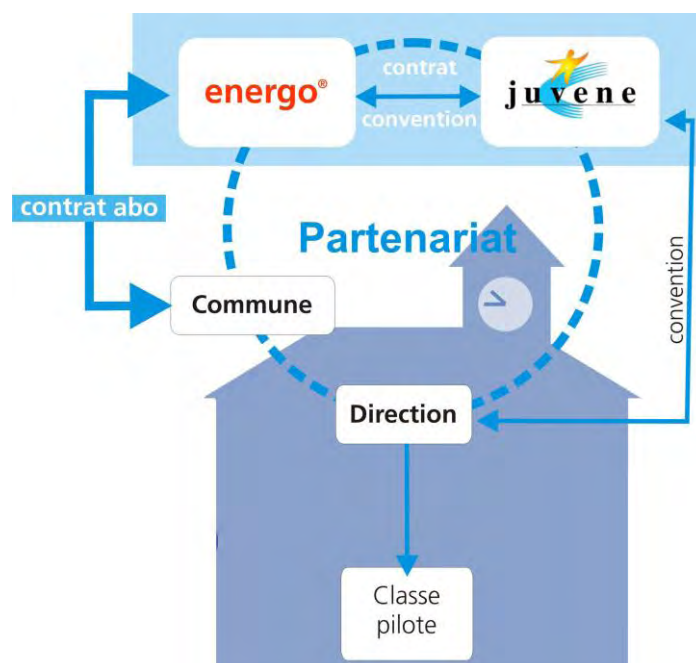 energo®
contrat
convention
juvene
contrat abo
Partenariat
Commune
convention
Direction
Classe
pilote